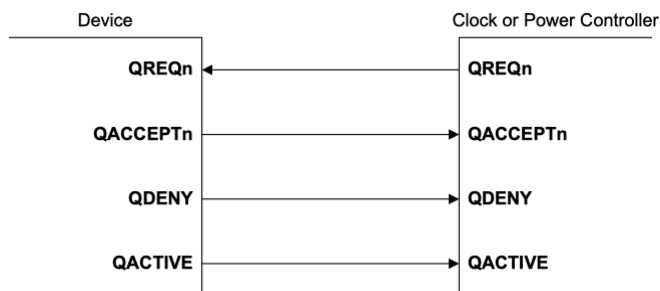 Device Clock or Power Controller
QREQn QREQn
QACCEPTn QACCEPTn
QDENY QDENY
QACTIVE QACTIVE